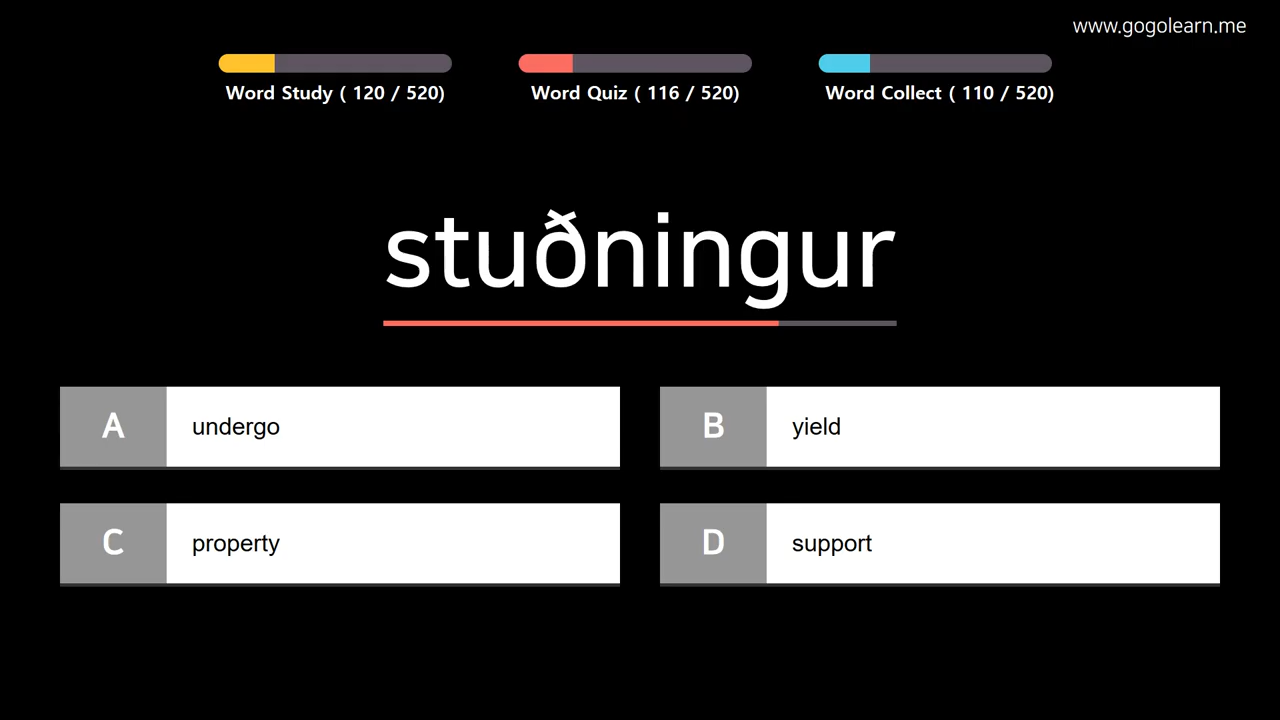 www.gogolearn.me
Word Study ( 120 / 520)
Word Quiz ( 116 / 520)
Word Collect ( 110 / 520)
stuðningur
A undergo
B yield
C property
D support